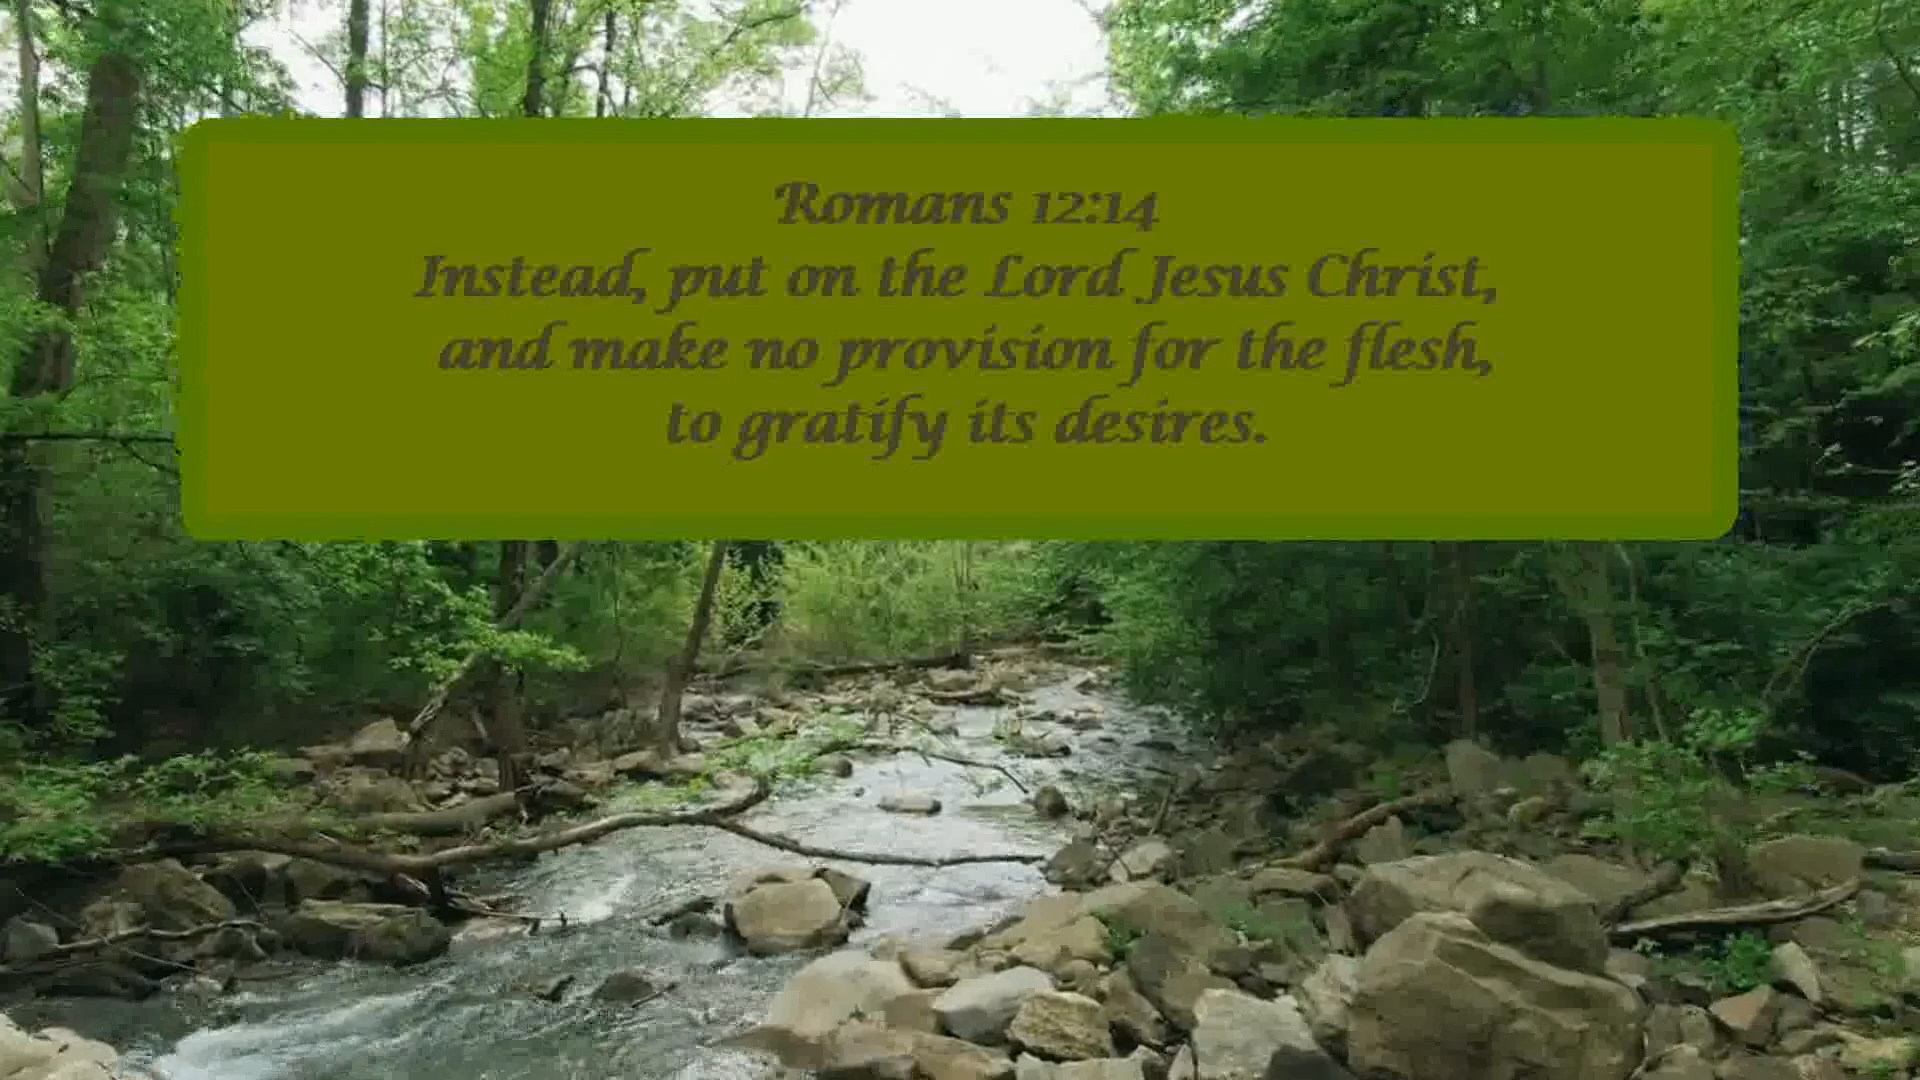 Romans 12:14
Instead, put on the Lord Jesus Christ,
and make no provision for the flesh,
to gratify its desires.